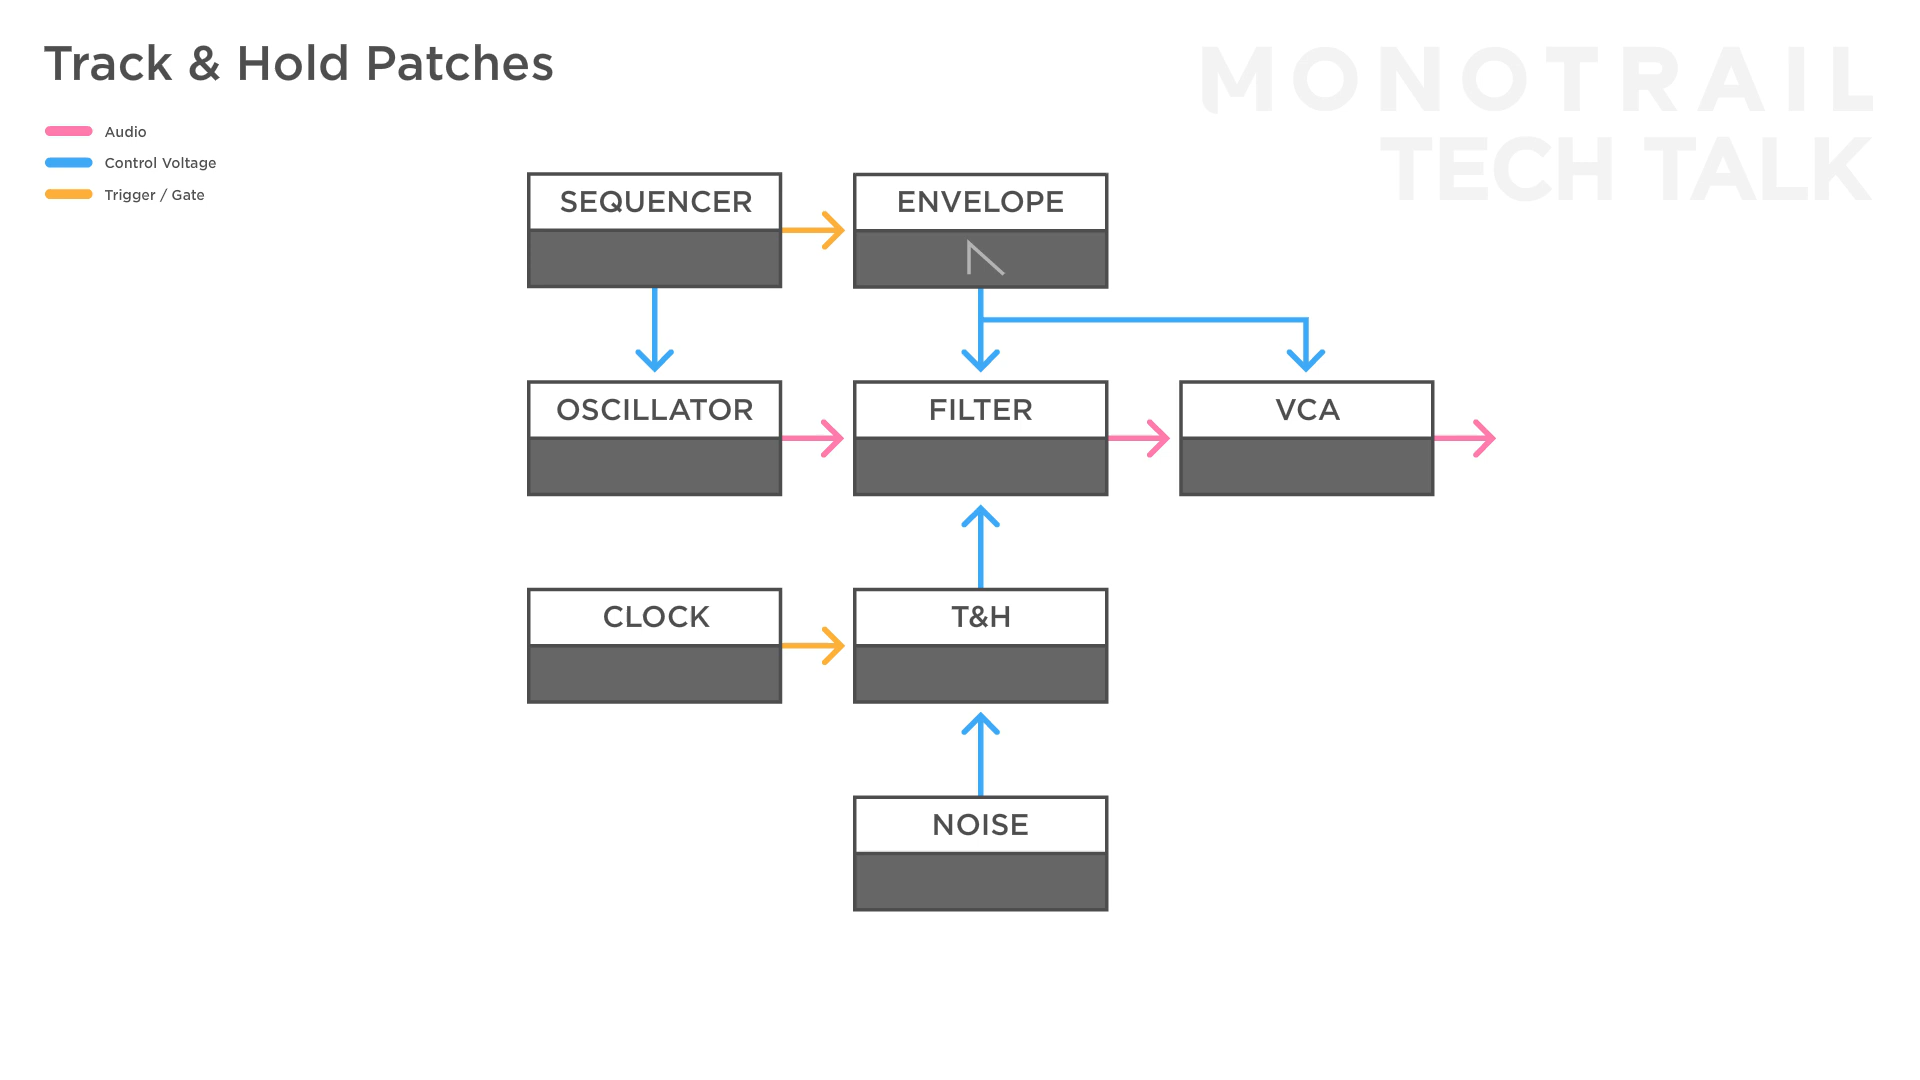 Track & Hold Patches
MONOTRAIL
TECH TALK
Audio
Control Voltage
Trigger / Gate
SEQUENCER
ENVELOPE
OSCILLATOR
FILTER
VCA
CLOCK
T&H
NOISE